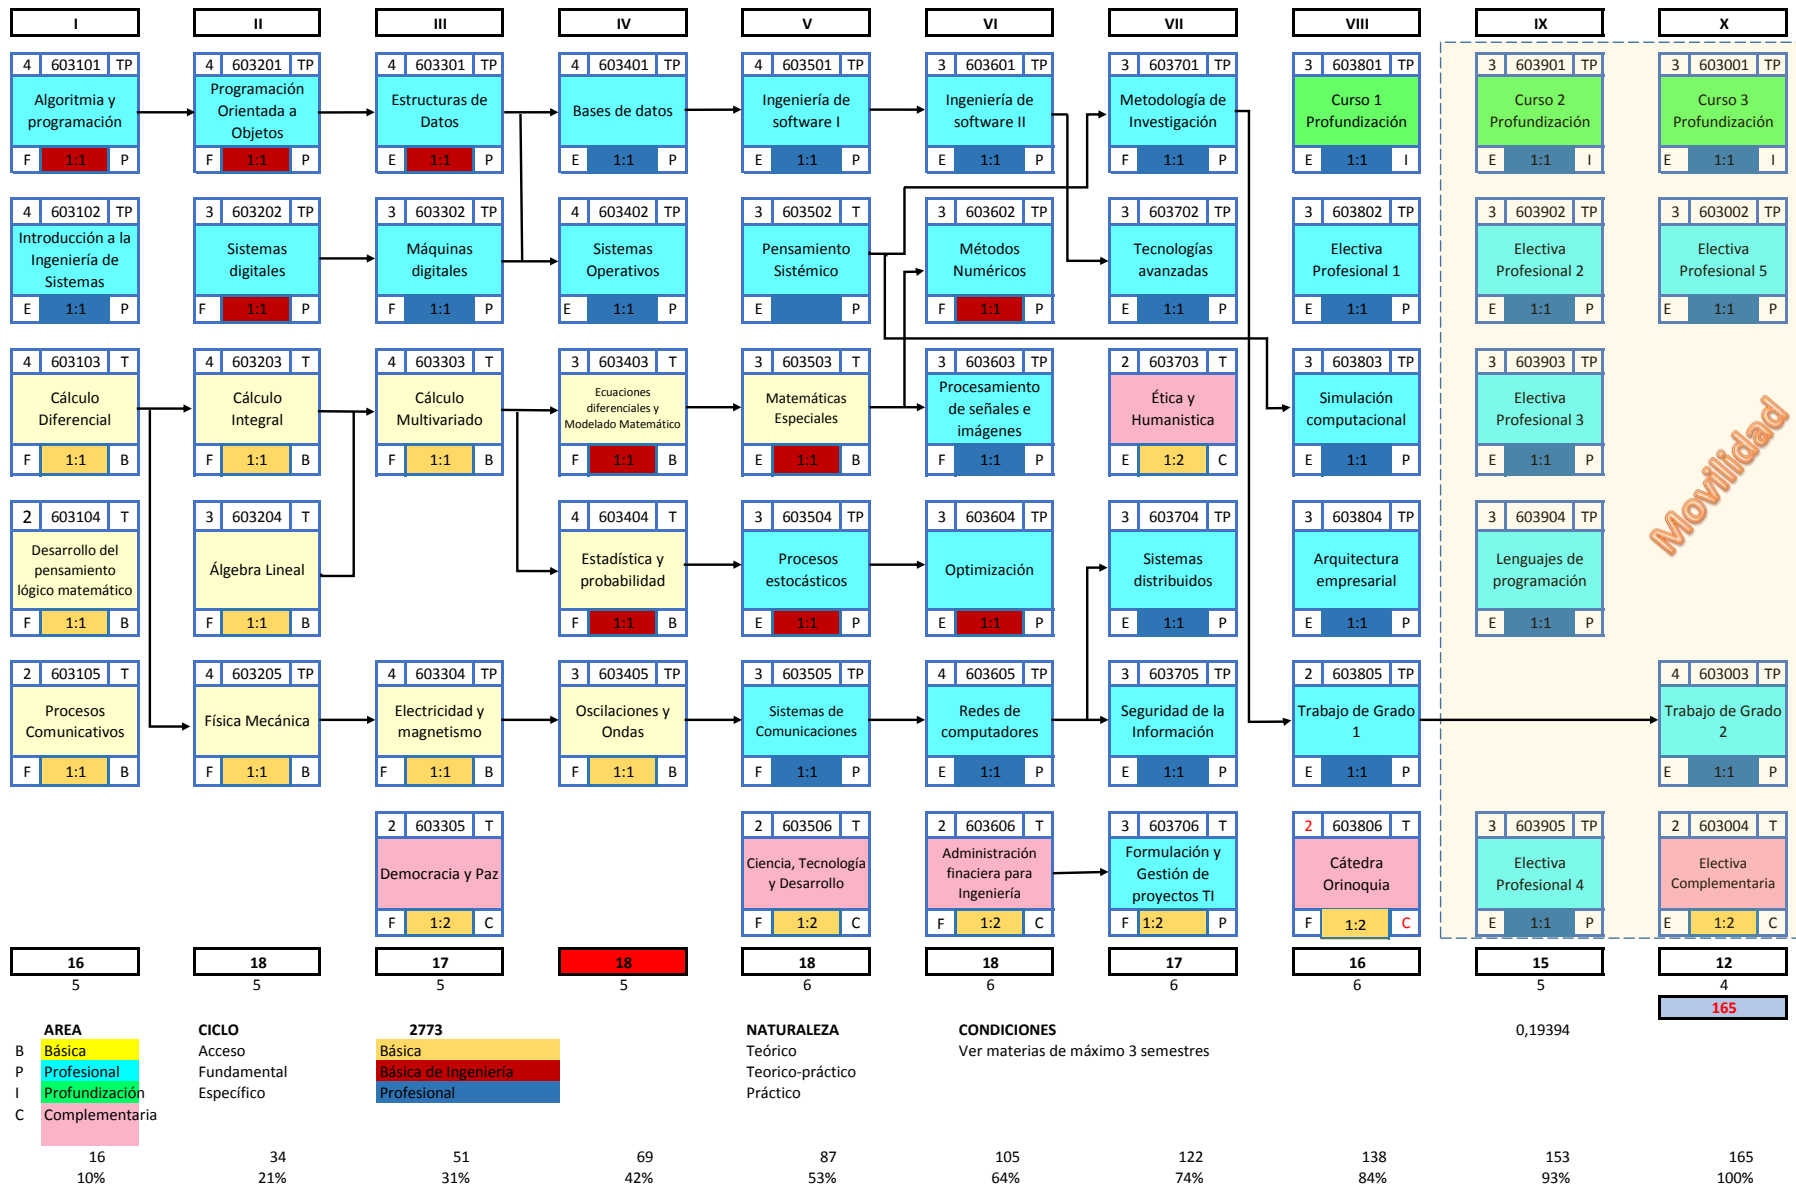 I II III IV V VI VII VIII IX X
4 603101 TP 4 603201 TP 4 603301 TP 4 603401 TP 4 603501 TP 3 603601 TP 3 603701 TP 3 603801 TP 3 603901 TP 3 603001 TP
Algoritmia y
programación
Programación
Orientada a
Objetos
Estructuras de
Datos
Bases de datos
Ingeniería de
software I
Ingeniería de
software II
Metodología de
Investigación
Curso 1
Profundización
Curso 2
Profundización
Curso 3
Profundización
F 1:1 P F 1:1 P E 1:1 P E 1:1 P E 1:1 P E 1:1 P F 1:1 P E 1:1 I E 1:1 I E 1:1 I
4 603102 TP 3 603202 TP 3 603302 TP 4 603402 TP 3 603502 T 3 603602 TP 3 603702 TP 3 603802 TP 3 603902 TP 3 603002 TP
Introducción a la
Ingeniería de
Sistemas
Sistemas
digitales
Máquinas
digitales
Sistemas
Operativos
Pensamiento
Sistémico
Métodos
Numéricos
Tecnologías
avanzadas
Electiva
Profesional 1
Electiva
Profesional 2
Electiva
Profesional 5
E 1:1 P F 1:1 P F 1:1 P E 1:1 P E P F 1:1 P E 1:1 P E 1:1 P E 1:1 P E 1:1 P
4 603103 T 4 603203 T 4 603303 T 3 603403 T 3 603503 T 3 603603 TP 2 603703 T 3 603803 TP 3 603903 TP
Cálculo
Diferencial
Cálculo
Integral
Cálculo
Multivariado
Ecuaciones
diferenciales y
Modelado Matemático
Matemáticas
Especiales
Procesamiento
de señales e
imágenes
Ética y
Humanistica
Simulación
computacional
Electiva
Profesional 3
Movilidad
F 1:1 B F 1:1 B F 1:1 B F 1:1 B E 1:1 B F 1:1 P E 1:2 C E 1:1 P E 1:1 P
2 603104 T 3 603204 T 4 603404 T 3 603504 TP 3 603604 TP 3 603704 TP 3 603804 TP 3 603904 TP
Desarrollo del
pensamiento
lógico matemático
Álgebra Lineal
Estadística y
probabilidad
Procesos
estocásticos
Optimización
Sistemas
distribuidos
Arquitectura
empresarial
Lenguajes de
programación
F 1:1 B F 1:1 B F 1:1 B E 1:1 P E 1:1 P E 1:1 P E 1:1 P E 1:1 P
2 603105 T 4 603205 TP 4 603304 TP 3 603405 TP 3 603505 TP 4 603605 TP 3 603705 TP 2 603805 TP 4 603003 TP
Procesos
Comunicativos
Física Mecánica
Electricidad y
magnetismo
Oscilaciones y
Ondas
Sistemas de
Comunicaciones
Redes de
computadores
Seguridad de la
Información
Trabajo de Grado
1
Trabajo de Grado
2
F 1:1 B F 1:1 B F 1:1 B F 1:1 B F 1:1 P E 1:1 P E 1:1 P E 1:1 P E 1:1 P
2 603305 T 2 603506 T 2 603606 T 3 603706 T 2 603806 T 3 603905 TP 2 603004 T
Democracia y Paz
Ciencia, Tecnología
y Desarrollo
Administración
finaciera para
Ingeniería
Formulación y
Gestión de
proyectos TI
Cátedra
Orinoquia
Electiva
Profesional 4
Electiva
Complementaria
F 1:2 C F 1:2 C F 1:2 C F 1:2 P F 1:2 C E 1:1 P E 1:2 C
16 18 17 18 18 18 17 16 15 12
5 5 5 5 6 6 6 6 5 4
165
AREA CICLO 2773 NATURALEZA CONDICIONES 0,19394
B Básica Acceso Básica Teórico Ver materias de máximo 3 semestres
P Profesional Fundamental Básica de Ingeniería Teorico-práctico
I Profundización Específico Profesional Práctico
C Complementaria
16 34 51 69 87 105 122 138 153 165
10% 21% 31% 42% 53% 64% 74% 84% 93% 100%